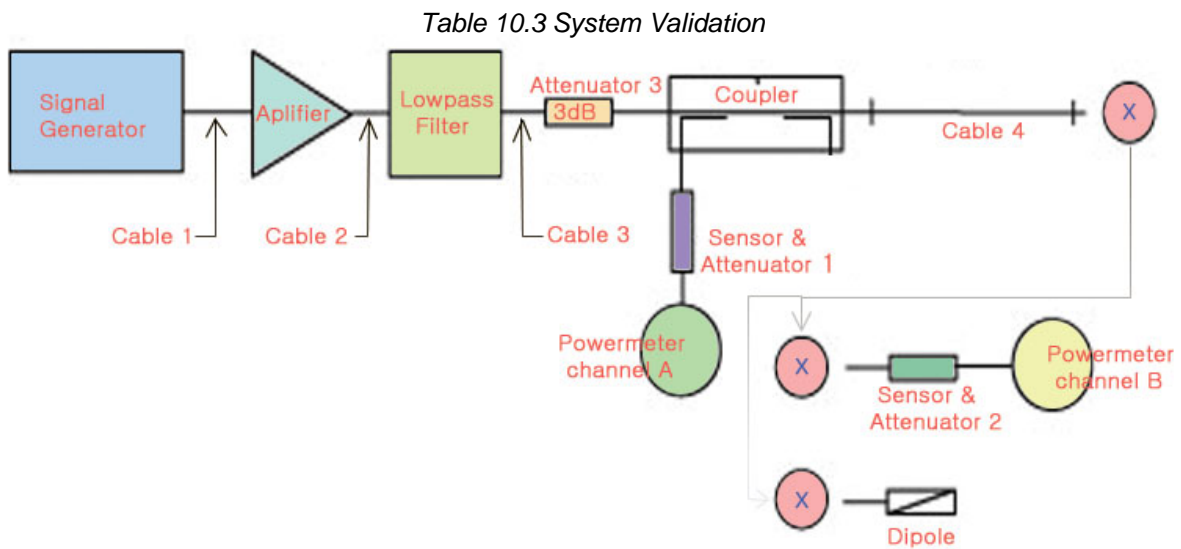 Table 10.3 System Validation
Signal
Generator
Aplifier
Lowpass
Filter
Attenuator 3
3dB
Coupler
Cable 4
X
Cable 1
Cable 2
Cable 3
Sensor &
Attenuator 1
Powermeter
channel A
X
Sensor &
Attenuator 2
Powermeter
channel B
X
Dipole